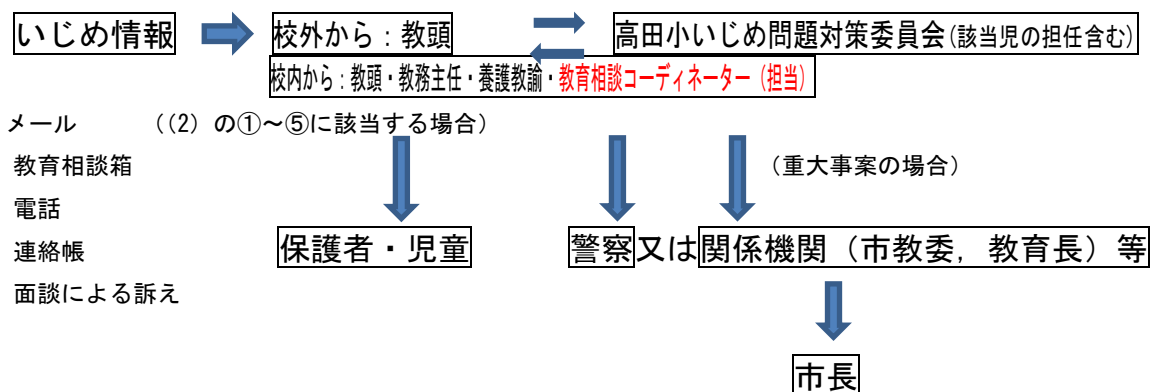 いじめ情報 校外から：教頭 高田小いじめ問題対策委員会(該当児の担任含む)
校内から：教頭・教務主任・養護教諭・教育相談コーディネーター（担当）
メール （(2）の①～⑤に該当する場合）
教育相談箱 （重大事案の場合）
電話
連絡帳 保護者・児童 警察又は関係機関（市教委，教育長）等
面談による訴え
市長